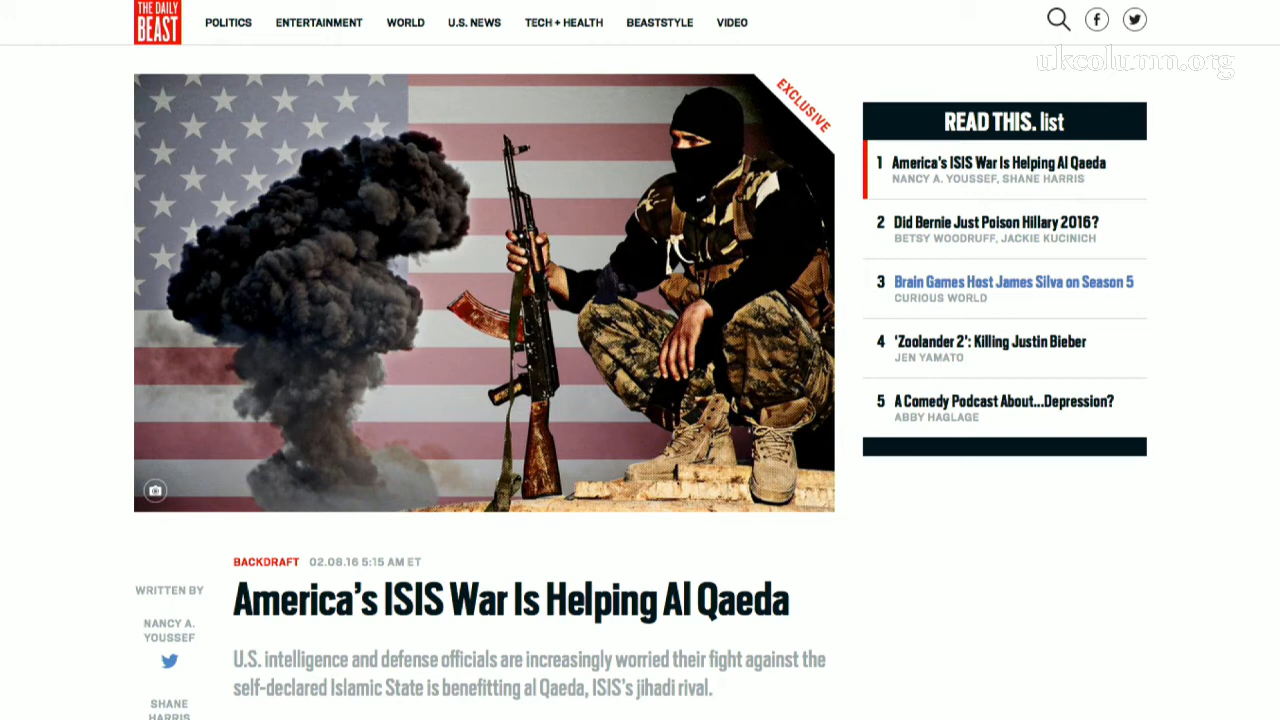 THE DAILY
BEAST
POLITICS ENTERTAINMENT WORLD U.S. NEWS TECH + HEALTH BEASTSTYLE VIDEO
ukcolumn.org
EXCLUSIVE
READ THIS. list
1 America's ISIS War Is Helping Al Qaeda
NANCY A. YOUSSEF, SHANE HARRIS
2 Did Bernie Just Poison Hillary 2016?
BETSY WOODRUFF, JACKIE KUCINICH
3 Brain Games Host James Silva on Season 5
CURIOUS WORLD
4 'Zoolander 2': Killing Justin Bieber
JEN YAMATO
5 A Comedy Podcast About...Depression?
ABBY HAGLAGE
BACKDRAFT 02.08.16 5:15 AM ET
America's ISIS War Is Helping Al Qaeda
U.S. intelligence and defense officials are increasingly worried their fight against the
self-declared Islamic State is benefitting al Qaeda, ISIS's jihadi rival.
WRITTEN BY
NANCY A.
YOUSSEF
SHANE
HARRIS